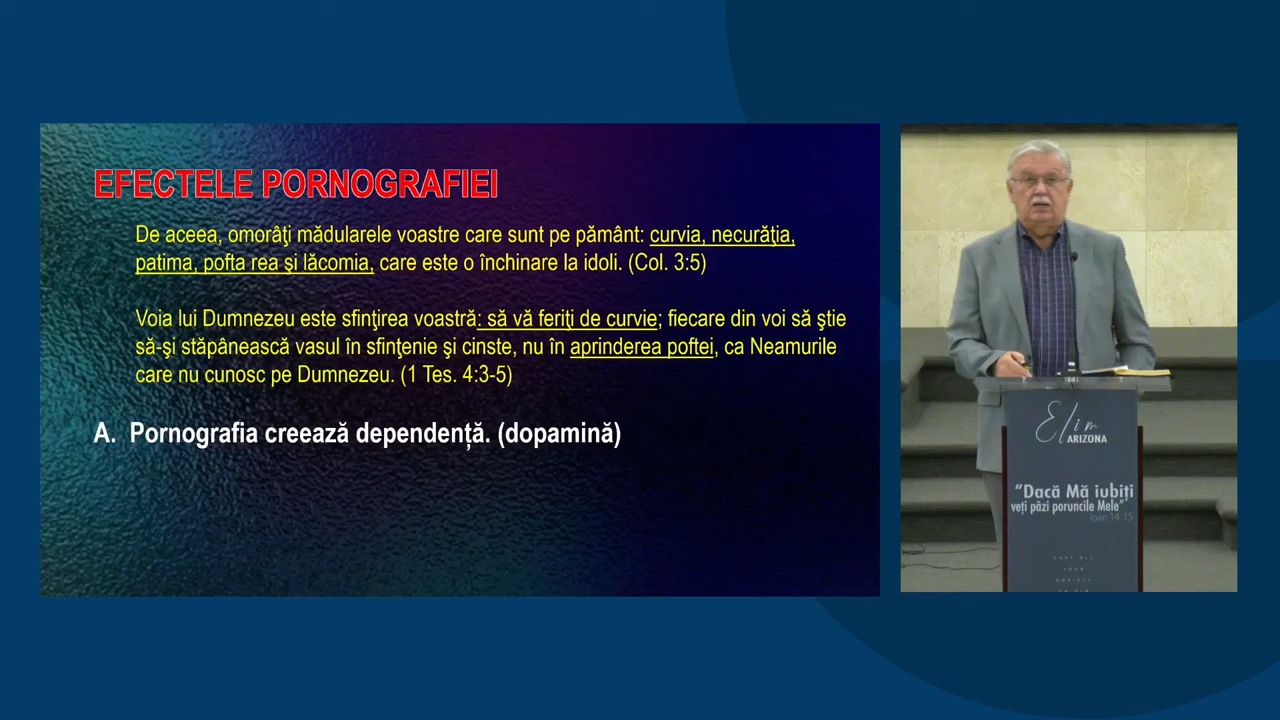 EFECTELE PORNOGRAFIEI
De aceea, omorâţi mădularele voastre care sunt pe pământ: curvia, necurăţia,
patima, pofta rea şi lăcomia, care este o închinare la idoli. (Col. 3:5)
Voia lui Dumnezeu este sfinţirea voastră: să vă feriţi de curvie; fiecare din voi să ştie
să-şi stăpânească vasul în sfinţenie şi cinste, nu în aprinderea poftei, ca Neamurile
care nu cunosc pe Dumnezeu. (1 Tes. 4:3-5)
A. Pornografia creează dependență. (dopamină)
Elim
ARIZONA
“Dacă Mă iubiți
veți păzi poruncile Mele”
Ioan 14:15
CAST ALL
YOUR
ANXIETY